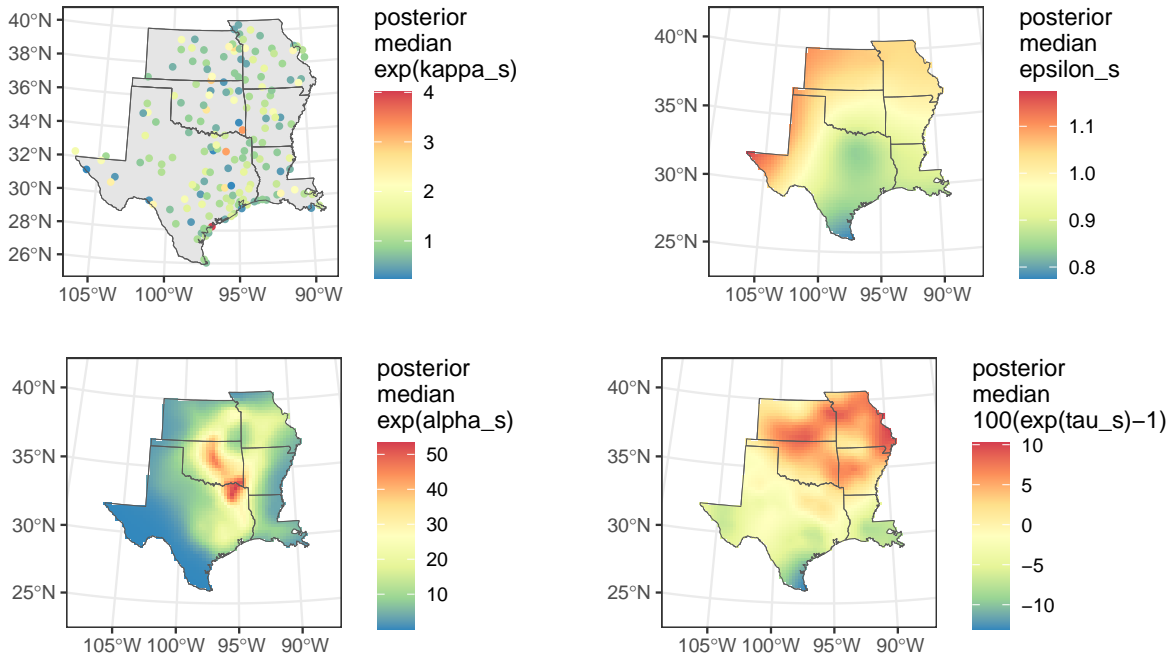 40°N
38°N
36°N
34°N
32°N
30°N
28°N
26°N
105°W 100°W 95°W 90°W
posterior
median
exp(kappa_s)
4
3
2
1
40°N
35°N
30°N
25°N
105°W 100°W 95°W 90°W
posterior
median
epsilon_s
1.1
1.0
0.9
0.8
40°N
35°N
30°N
25°N
105°W 100°W 95°W 90°W
posterior
median
exp(alpha_s)
50
40
30
20
10
40°N
35°N
30°N
25°N
105°W 100°W 95°W 90°W
posterior
median
100(exp(tau_s)−1)
10
5
0
−5
−10